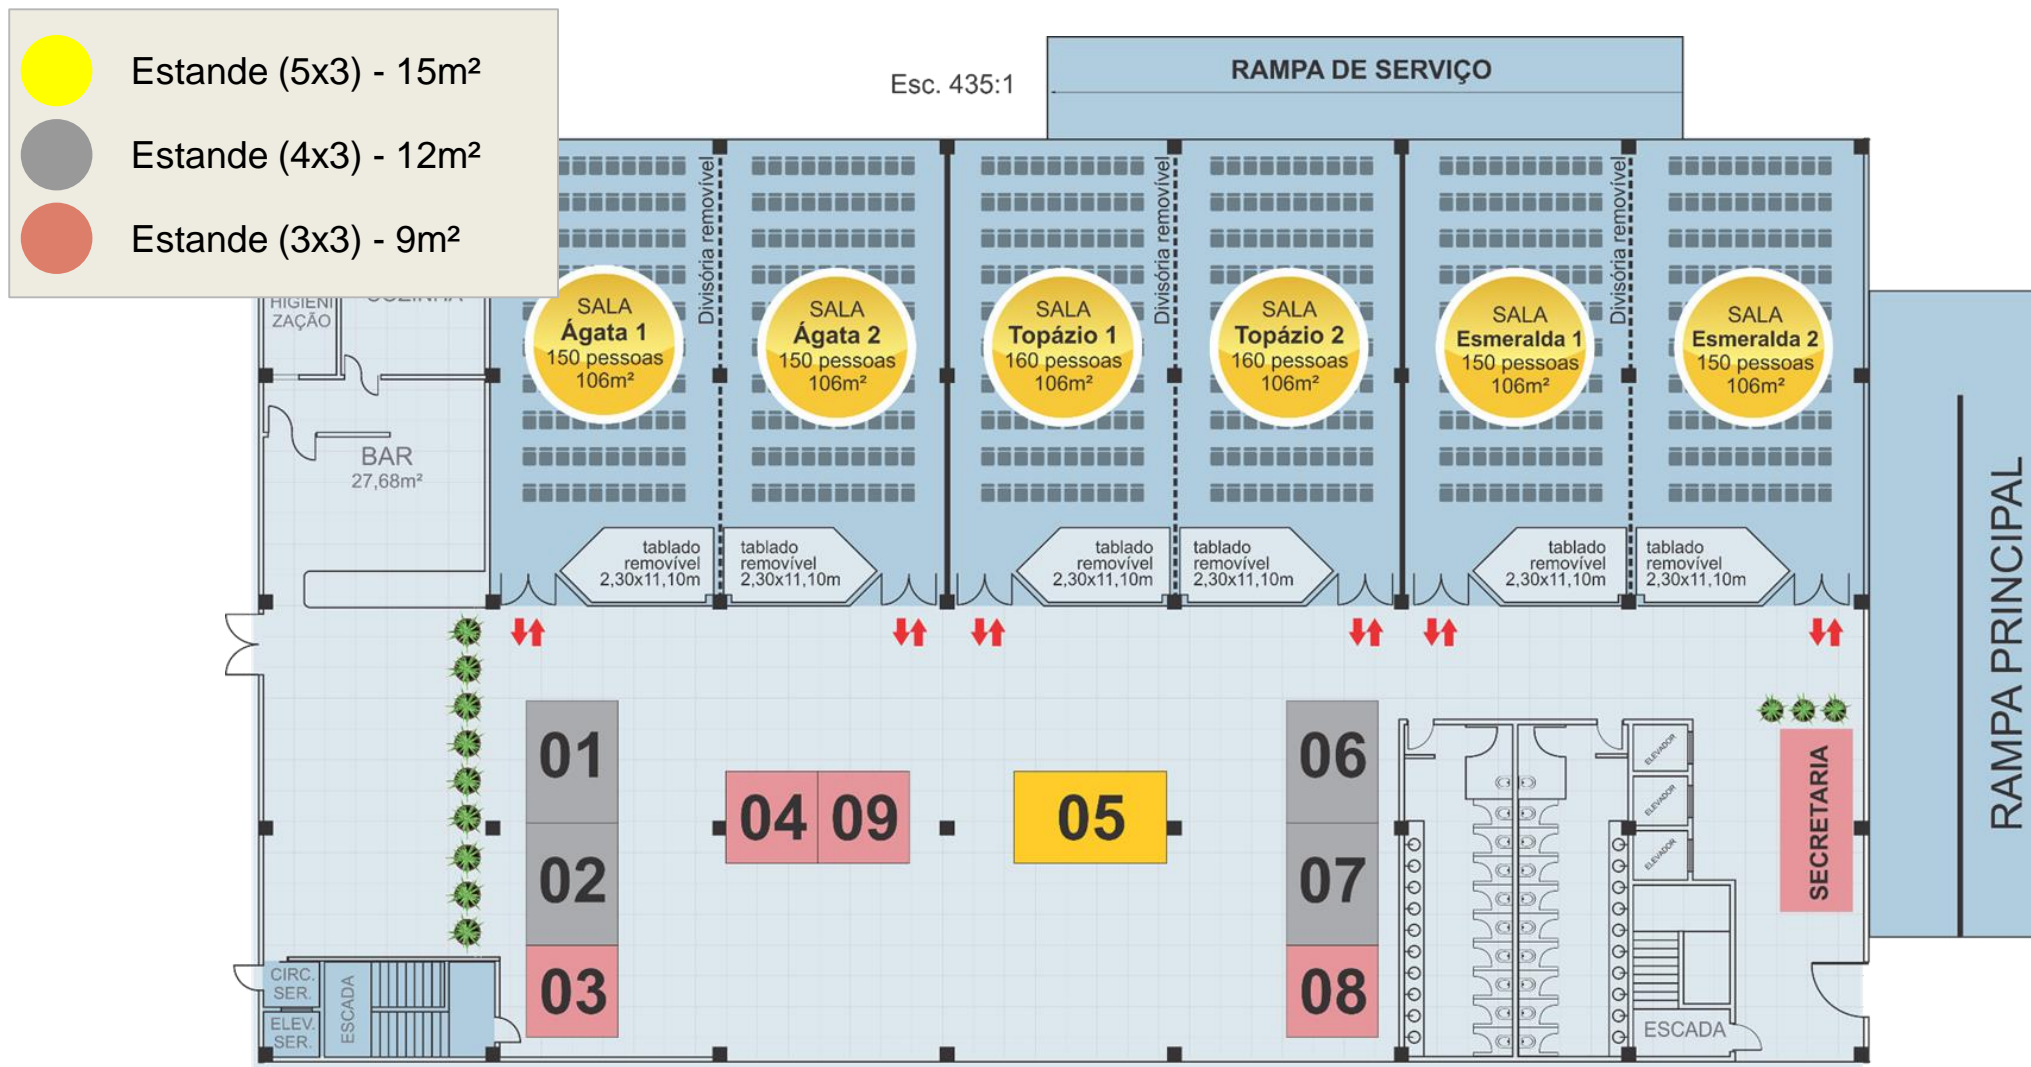 Estande (5x3) - 15m²
Estande (4x3) - 12m²
Estande (3x3) - 9m²
Esc. 435:1
RAMPA DE SERVIÇO
Divisória removível
Divisória removível
Divisória removível
SALA
Ágata 1
150 pessoas
106m²
SALA
Ágata 2
150 pessoas
106m²
SALA
Topázio 1
160 pessoas
106m²
SALA
Topázio 2
160 pessoas
106m²
SALA
Esmeralda 1
150 pessoas
106m²
SALA
Esmeralda 2
150 pessoas
106m²
HIGIENI
ZAÇÃO
COZINHA
BAR
27,68m²
tablado
removível
2,30x11,10m
tablado
removível
2,30x11,10m
tablado
removível
2,30x11,10m
tablado
removível
2,30x11,10m
tablado
removível
2,30x11,10m
tablado
removível
2,30x11,10m
RAMPA PRINCIPAL
01
02
03
04
09
05
06
07
08
ELEVADOR
ELEVADOR
ELEVADOR
SECRETARIA
CIRC.
SER.
ELEV.
SER.
ESCADA
ESCADA